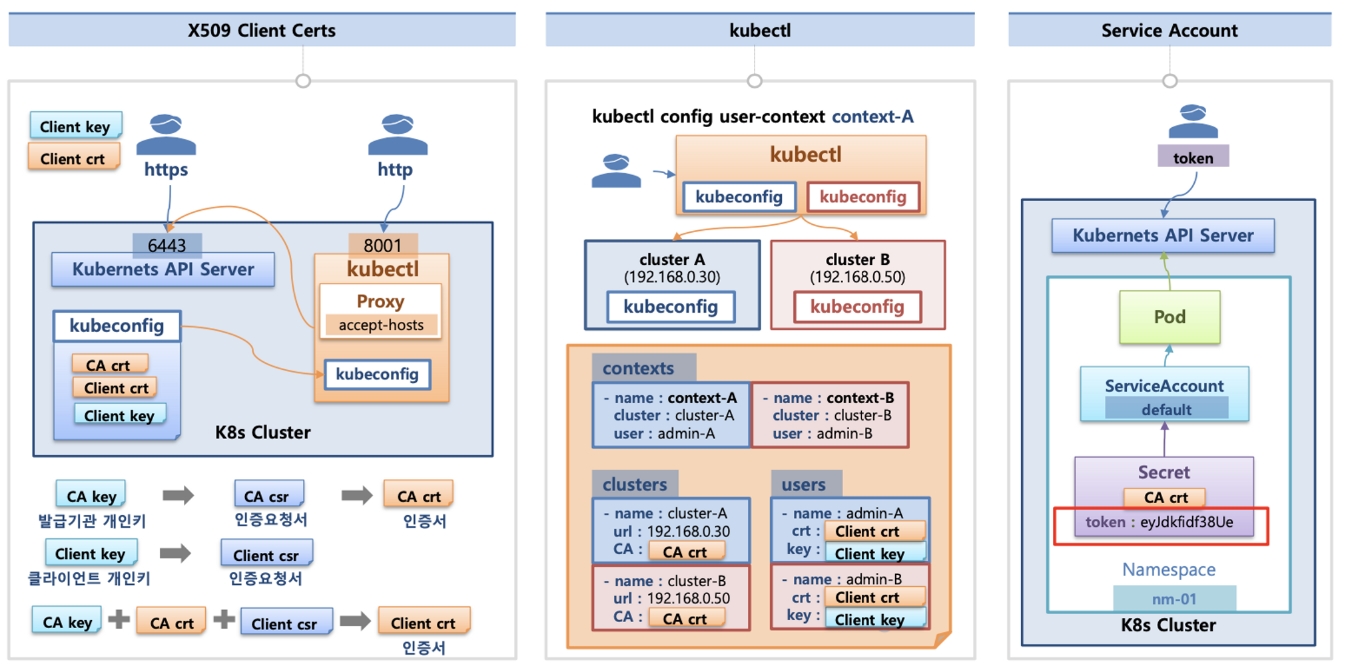 X509 Client Certs
Client key
Client crt
https
http
6443
Kubernets API Server
8001
kubectl
Proxy
accept-hosts
kubeconfig
kubeconfig
CA crt
Client crt
Client key
K8s Cluster
CA key
CA csr
CA crt
발급기관 개인키
인증요청서
인증서
Client key
Client csr
클라이언트 개인키
인증요청서
CA key
CA crt
Client csr
Client crt
인증서
kubectl
kubectl config user-context context-A
kubectl
kubeconfig
kubeconfig
cluster A
(192.168.0.30)
kubeconfig
cluster B
(192.168.0.50)
kubeconfig
contexts
- name : context-A
cluster : cluster-A
user : admin-A
- name : context-B
cluster : cluster-B
user : admin-B
clusters
- name : cluster-A
url : 192.168.0.30
CA : CA crt
- name : cluster-B
url : 192.168.0.50
CA : CA crt
users
- name : admin-A
crt : Client crt
key : Client key
- name : admin-B
crt : Client crt
key : Client key
Service Account
token
Kubernets API Server
Pod
ServiceAccount
default
Secret
CA crt
token : eyJdkfidf38Ue
Namespace
nm-01
K8s Cluster